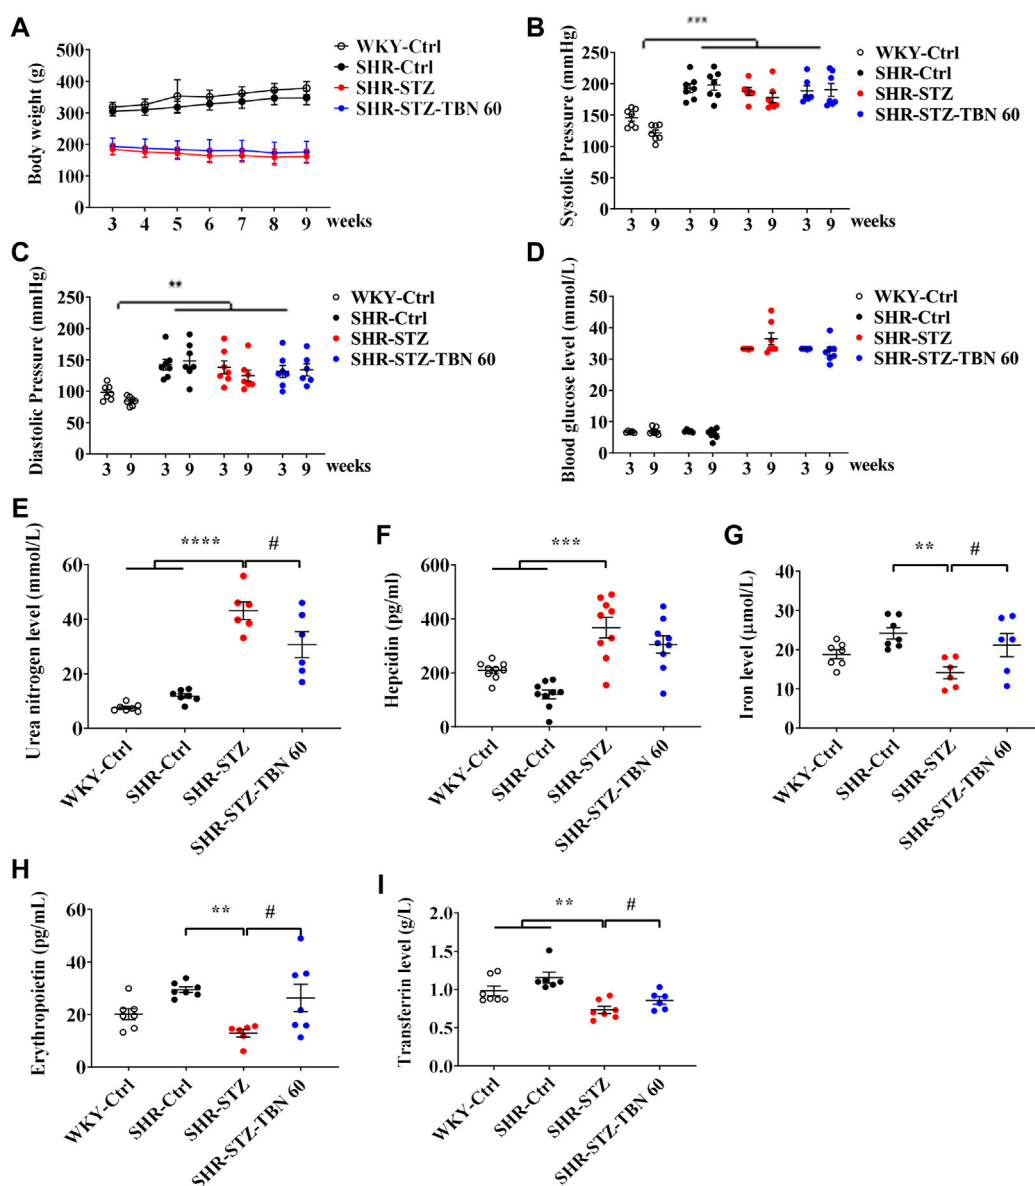 A
Body weight (g)
500
400
300
200
100
0
3 4 5 6 7 8 9 weeks
WKY-Ctrl
SHR-Ctrl
SHR-STZ
SHR-STZ-TBN 60
B
Systolic Pressure (mmHg)
250
200
150
100
50
0
***
3 9 3 9 3 9 3 9 weeks
WKY-Ctrl
SHR-Ctrl
SHR-STZ
SHR-STZ-TBN 60
C
Diastolic Pressure (mmHg)
250
200
150
100
50
0
**
3 9 3 9 3 9 3 9 weeks
WKY-Ctrl
SHR-Ctrl
SHR-STZ
SHR-STZ-TBN 60
D
Blood glucose level (mmol/L)
50
40
30
20
10
0
3 9 3 9 3 9 3 9 weeks
WKY-Ctrl
SHR-Ctrl
SHR-STZ
SHR-STZ-TBN 60
E
Urea nitrogen level (mmol/L)
60
40
20
0
**** #
WKY-Ctrl
SHR-Ctrl
SHR-STZ
SHR-STZ-TBN 60
F
Hepcidin (pg/ml)
600
400
200
0
***
WKY-Ctrl
SHR-Ctrl
SHR-STZ
SHR-STZ-TBN 60
G
Iron level (μmol/L)
40
30
20
10
0
** #
WKY-Ctrl
SHR-Ctrl
SHR-STZ
SHR-STZ-TBN 60
H
Erythropoietin (pg/mL)
60
40
20
0
** #
WKY-Ctrl
SHR-Ctrl
SHR-STZ
SHR-STZ-TBN 60
I
Transferrin level (g/L)
2.0
1.5
1.0
0.5
0.0
** #
WKY-Ctrl
SHR-Ctrl
SHR-STZ
SHR-STZ-TBN 60